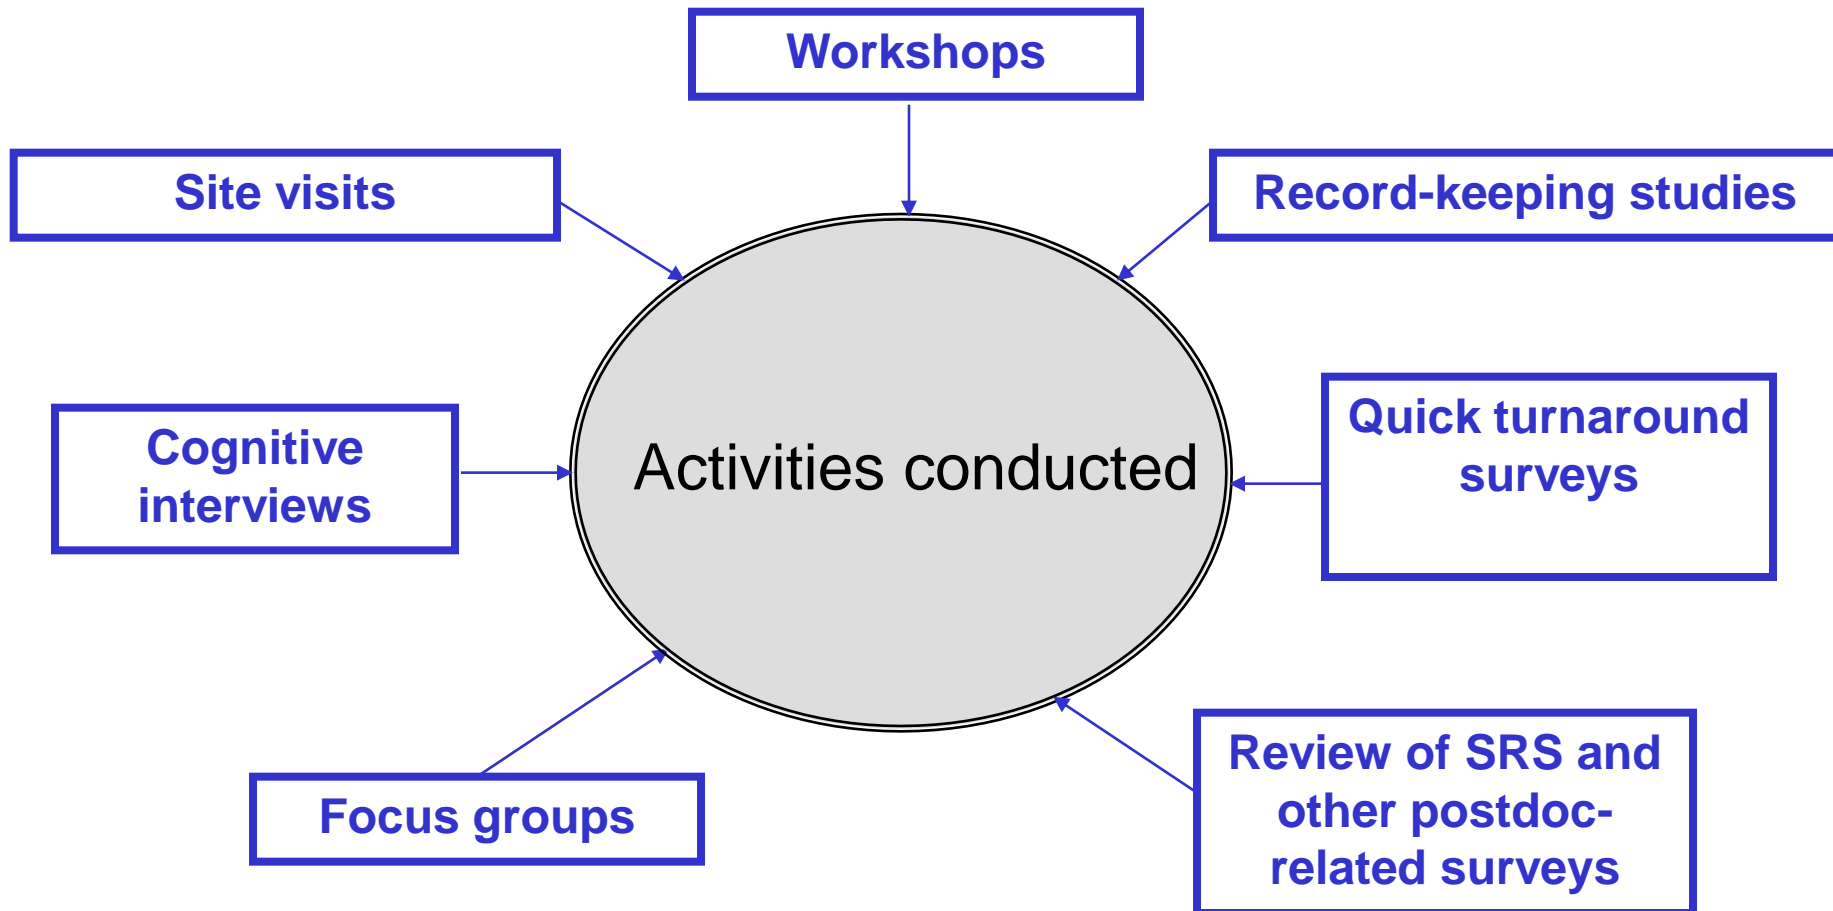 Workshops
Site visits
Record-keeping studies
Cognitive
interviews
Activities conducted
Quick turnaround
surveys
Focus groups
Review of SRS and
other postdoc-
related surveys